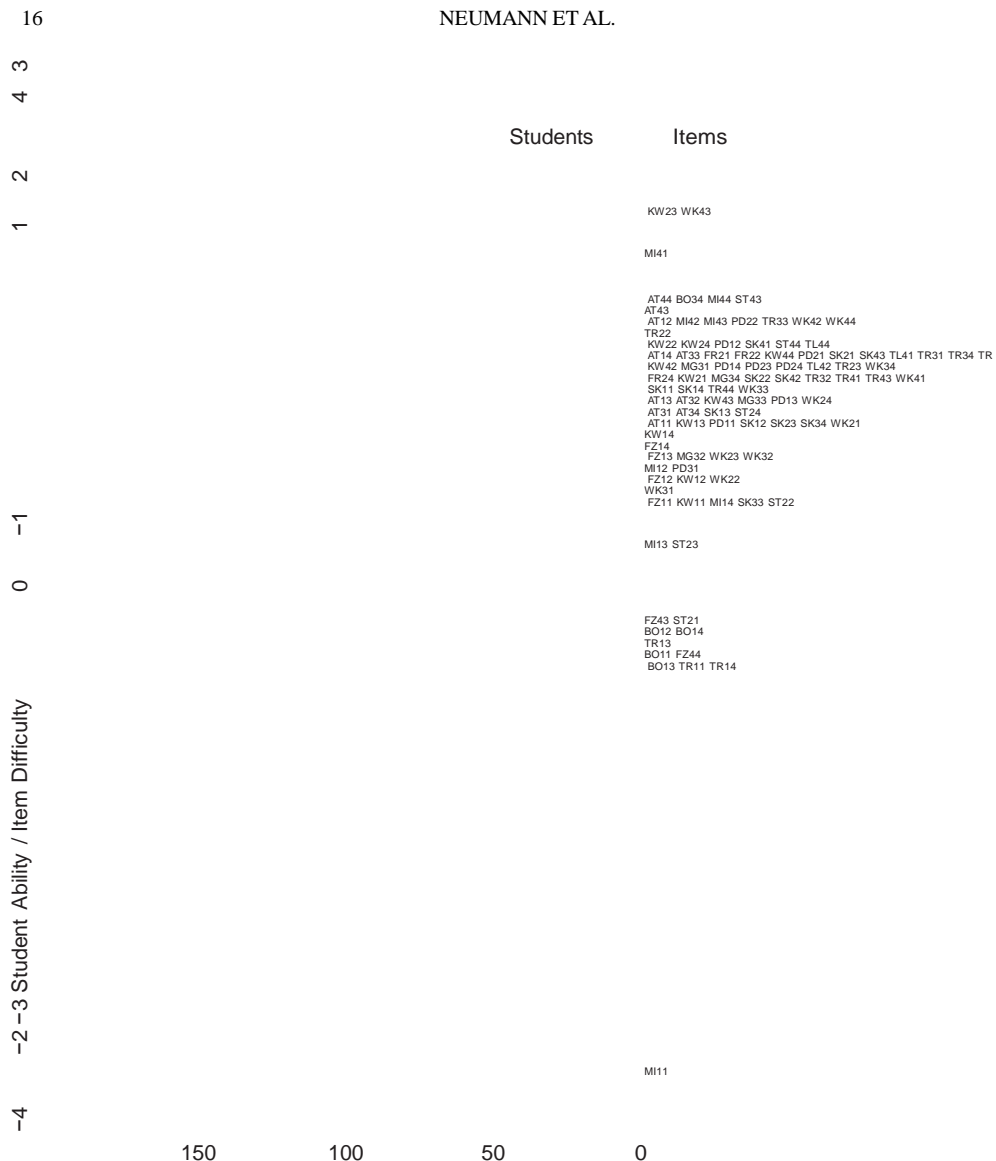 16 NEUMANN ET AL.
3
4
Students Items
2
KW23 WK43
1
MI41
AT44 BO34 MI44 ST43
AT43
AT12 MI42 MI43 PD22 TR33 WK42 WK44
TR22
KW22 KW24 PD12 SK41 ST44 TL44
AT14 AT33 FR21 FR22 KW44 PD21 SK21 SK43 TL41 TR31 TR34 TR
KW42 MG31 PD14 PD23 PD24 TL42 TR23 WK34
FR24 KW21 MG34 SK22 SK42 TR32 TR41 TR43 WK41
SK11 SK14 TR44 WK33
AT13 AT32 KW43 MG33 PD13 WK24
AT31 AT34 SK13 ST24
AT11 KW13 PD11 SK12 SK23 SK34 WK21
KW14
FZ14
FZ13 MG32 WK23 WK32
MI12 PD31
FZ12 KW12 WK22
WK31
FZ11 KW11 MI14 SK33 ST22
−1
MI13 ST23
0
FZ43 ST21
BO12 BO14
TR13
BO11 FZ44
BO13 TR11 TR14
−2 −3 Student Ability / Item Difficulty
MI11
−4
150 100 50 0